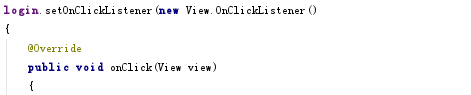 login.setOnClickListener(new View.OnClickListener()
{
@Override
public void onClick(View view)
{